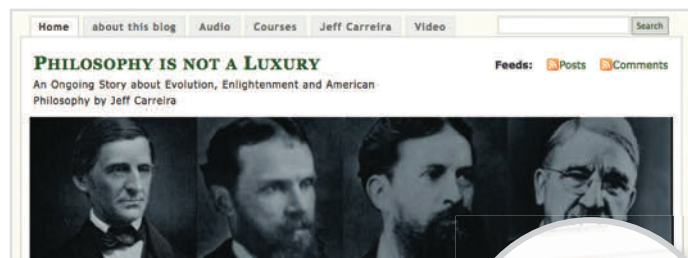 Home about this blog Audio Courses Jeff Carreira Video Search
PHILOSOPHY IS NOT A LUXURY Feeds: Posts Comments
An Ongoing Story about Evolution, Enlightenment and American
Philosophy by Jeff Carreira